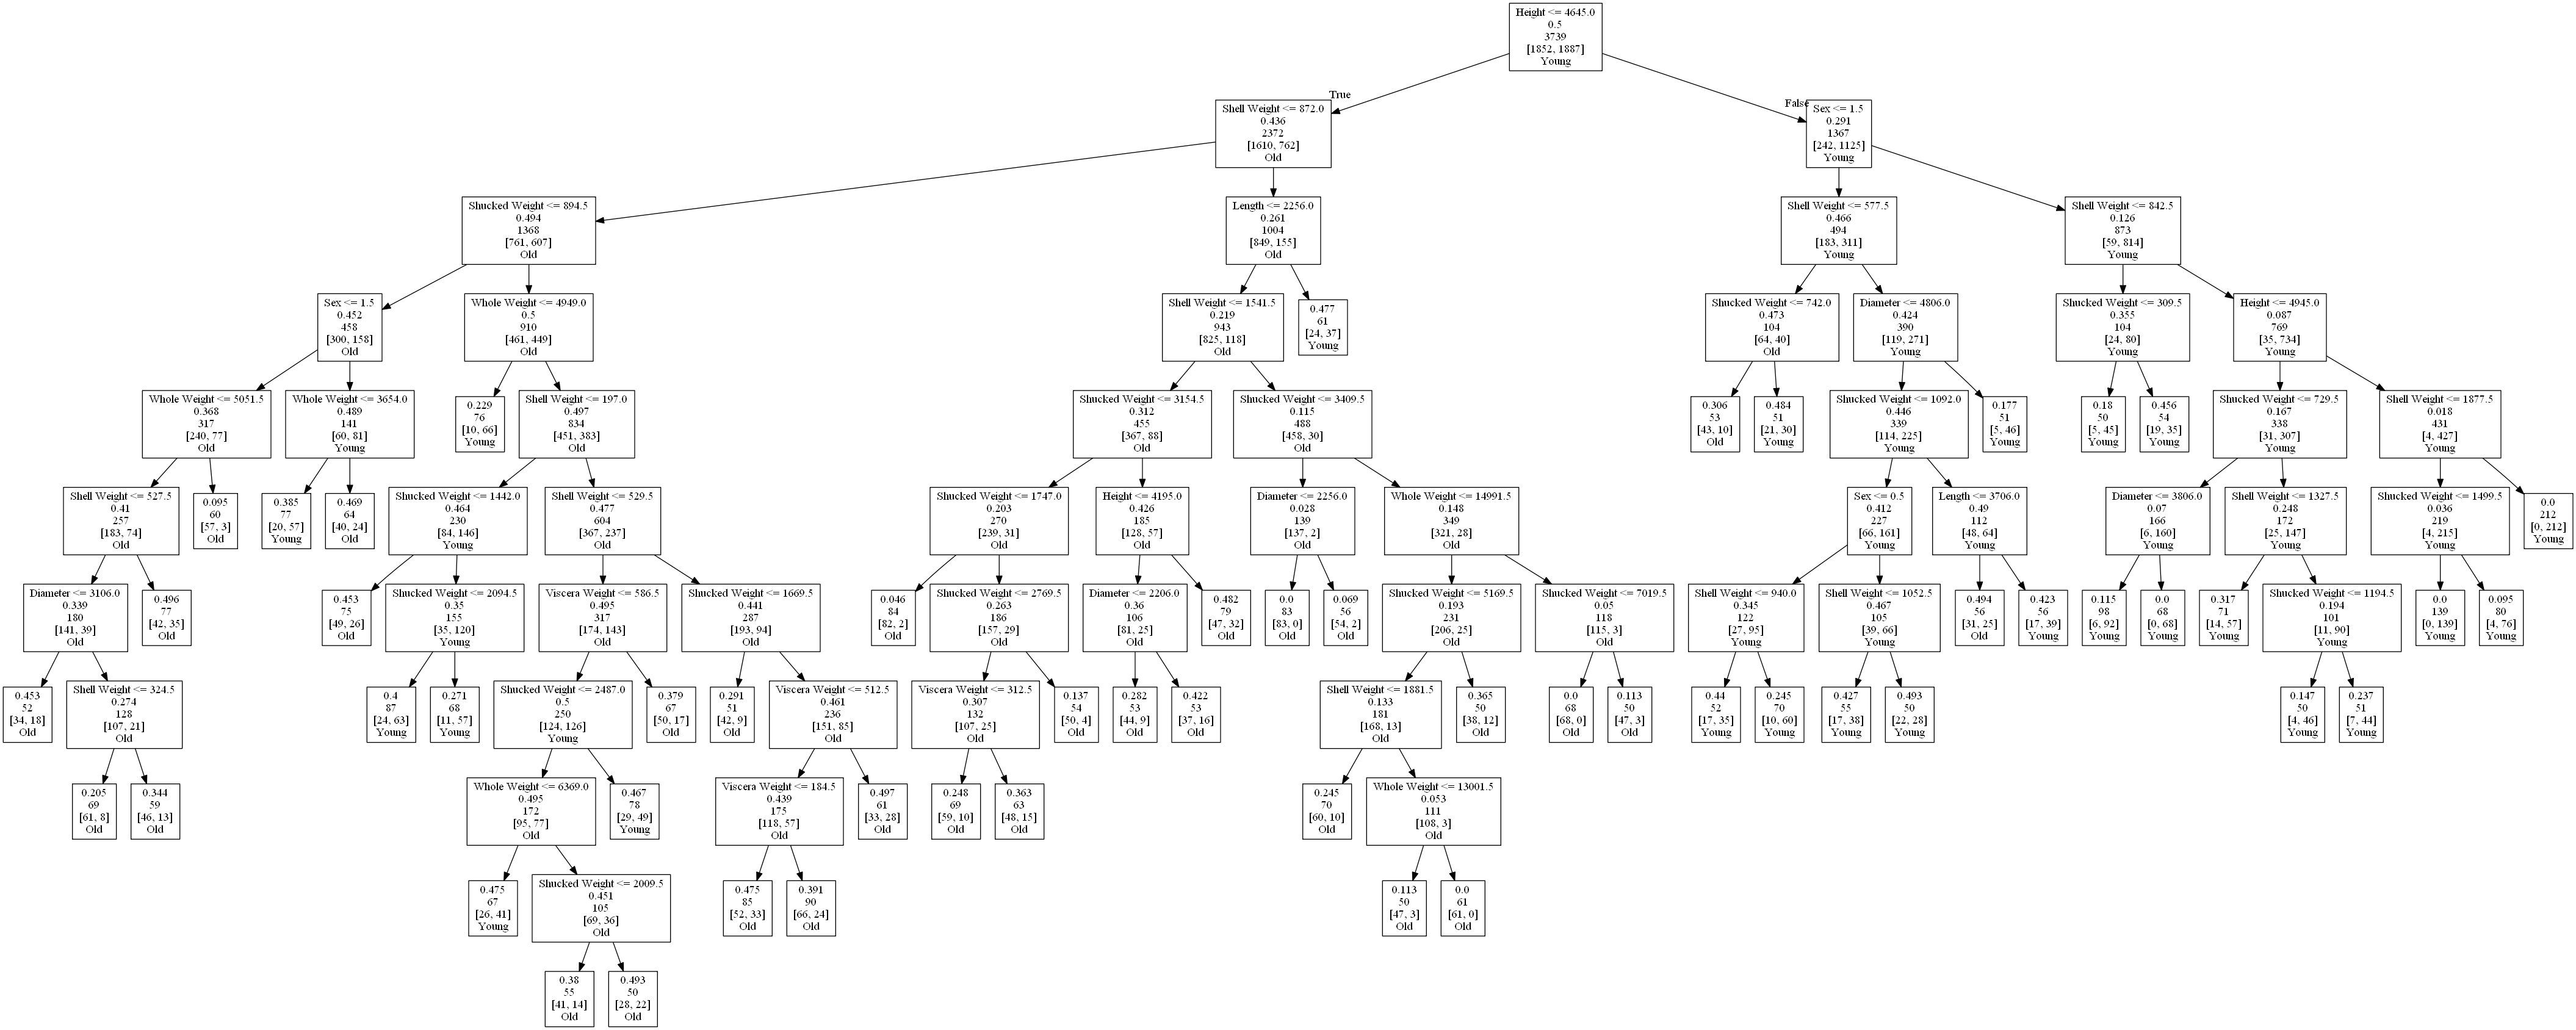 Height <= 4645.0
0.5
3739
[1852, 1887]
Young
True
False
Shell Weight <= 872.0
0.436
2372
[1610, 762]
Old
Sex <= 1.5
0.291
1367
[242, 1125]
Young
Shucked Weight <= 894.5
0.494
1368
[761, 607]
Old
Length <= 2256.0
0.261
1004
[849, 155]
Old
Shell Weight <= 577.5
0.466
494
[183, 311]
Young
Shell Weight <= 842.5
0.126
873
[59, 814]
Young
Sex <= 1.5
0.452
458
[300, 158]
Old
Whole Weight <= 4949.0
0.5
910
[461, 449]
Old
Shell Weight <= 1541.5
0.219
943
[825, 118]
Old
0.477
61
[24, 37]
Young
Shucked Weight <= 742.0
0.473
104
[64, 40]
Old
Diameter <= 4806.0
0.424
390
[119, 271]
Young
Shucked Weight <= 309.5
0.355
104
[24, 80]
Young
Height <= 4945.0
0.087
769
[35, 734]
Young
Whole Weight <= 5051.5
0.368
317
[240, 77]
Old
Whole Weight <= 3654.0
0.489
141
[60, 81]
Young
0.229
76
[10, 66]
Young
Shell Weight <= 197.0
0.497
834
[451, 383]
Old
Shucked Weight <= 3154.5
0.312
455
[367, 88]
Old
Shucked Weight <= 3409.5
0.115
488
[458, 30]
Old
0.306
53
[43, 10]
Old
0.484
51
[21, 30]
Young
Shucked Weight <= 1092.0
0.446
339
[114, 225]
Young
0.177
51
[5, 46]
Young
0.18
50
[5, 45]
Young
0.456
54
[19, 35]
Young
Shucked Weight <= 729.5
0.167
338
[31, 307]
Young
Shell Weight <= 1877.5
0.018
431
[4, 427]
Young
Shell Weight <= 527.5
0.41
257
[183, 74]
Old
0.095
60
[57, 3]
Old
0.385
77
[20, 57]
Young
0.469
64
[40, 24]
Old
Shucked Weight <= 1442.0
0.464
230
[84, 146]
Young
Shell Weight <= 529.5
0.477
604
[367, 237]
Old
Shucked Weight <= 1747.0
0.203
270
[239, 31]
Old
Height <= 4195.0
0.426
185
[128, 57]
Old
Diameter <= 2256.0
0.028
139
[137, 2]
Old
Whole Weight <= 14991.5
0.148
349
[321, 28]
Old
Sex <= 0.5
0.412
227
[66, 161]
Young
Length <= 3706.0
0.49
112
[48, 64]
Young
Diameter <= 3806.0
0.07
166
[6, 160]
Young
Shell Weight <= 1327.5
0.248
172
[25, 147]
Young
Shucked Weight <= 1499.5
0.036
219
[4, 215]
Young
0.0
212
[0, 212]
Young
Diameter <= 3106.0
0.339
180
[141, 39]
Old
0.496
77
[42, 35]
Old
0.453
75
[49, 26]
Old
Shucked Weight <= 2094.5
0.35
155
[35, 120]
Young
Viscera Weight <= 586.5
0.495
317
[174, 143]
Old
Shucked Weight <= 1669.5
0.441
287
[193, 94]
Old
0.046
84
[82, 2]
Old
Shucked Weight <= 2769.5
0.263
186
[157, 29]
Old
Diameter <= 2206.0
0.36
106
[81, 25]
Old
0.482
79
[47, 32]
Old
0.0
83
[83, 0]
Old
0.069
56
[54, 2]
Old
Shucked Weight <= 5169.5
0.193
231
[206, 25]
Old
Shucked Weight <= 7019.5
0.05
118
[115, 3]
Old
Shell Weight <= 940.0
0.345
122
[27, 95]
Young
Shell Weight <= 1052.5
0.467
105
[39, 66]
Young
0.494
56
[31, 25]
Old
0.423
56
[17, 39]
Young
0.115
98
[6, 92]
Young
0.0
68
[0, 68]
Young
0.317
71
[14, 57]
Young
Shucked Weight <= 1194.5
0.194
101
[11, 90]
Young
0.0
139
[0, 139]
Young
0.095
80
[4, 76]
Young
0.453
52
[34, 18]
Old
Shell Weight <= 324.5
0.274
128
[107, 21]
Old
0.4
87
[24, 63]
Young
0.271
68
[11, 57]
Young
Shucked Weight <= 2487.0
0.5
250
[124, 126]
Young
0.379
67
[50, 17]
Old
0.291
51
[42, 9]
Old
Viscera Weight <= 512.5
0.461
236
[151, 85]
Old
Viscera Weight <= 312.5
0.307
132
[107, 25]
Old
0.137
54
[50, 4]
Old
0.282
53
[44, 9]
Old
0.422
53
[37, 16]
Old
Shell Weight <= 1881.5
0.133
181
[168, 13]
Old
0.365
50
[38, 12]
Old
0.0
68
[68, 0]
Old
0.113
50
[47, 3]
Old
0.44
52
[17, 35]
Young
0.245
70
[10, 60]
Young
0.427
55
[17, 38]
Young
0.493
50
[22, 28]
Young
0.147
50
[4, 46]
Young
0.237
51
[7, 44]
Young
0.205
69
[61, 8]
Old
0.344
59
[46, 13]
Old
Whole Weight <= 6369.0
0.495
172
[95, 77]
Old
0.467
78
[29, 49]
Young
Viscera Weight <= 184.5
0.439
175
[118, 57]
Old
0.497
61
[33, 28]
Old
0.248
69
[59, 10]
Old
0.363
63
[48, 15]
Old
0.245
70
[60, 10]
Old
Whole Weight <= 13001.5
0.053
111
[108, 3]
Old
0.475
67
[26, 41]
Young
Shucked Weight <= 2009.5
0.451
105
[69, 36]
Old
0.475
85
[52, 33]
Old
0.391
90
[66, 24]
Old
0.113
50
[47, 3]
Old
0.0
61
[61, 0]
Old
0.38
55
[41, 14]
Old
0.493
50
[28, 22]
Old